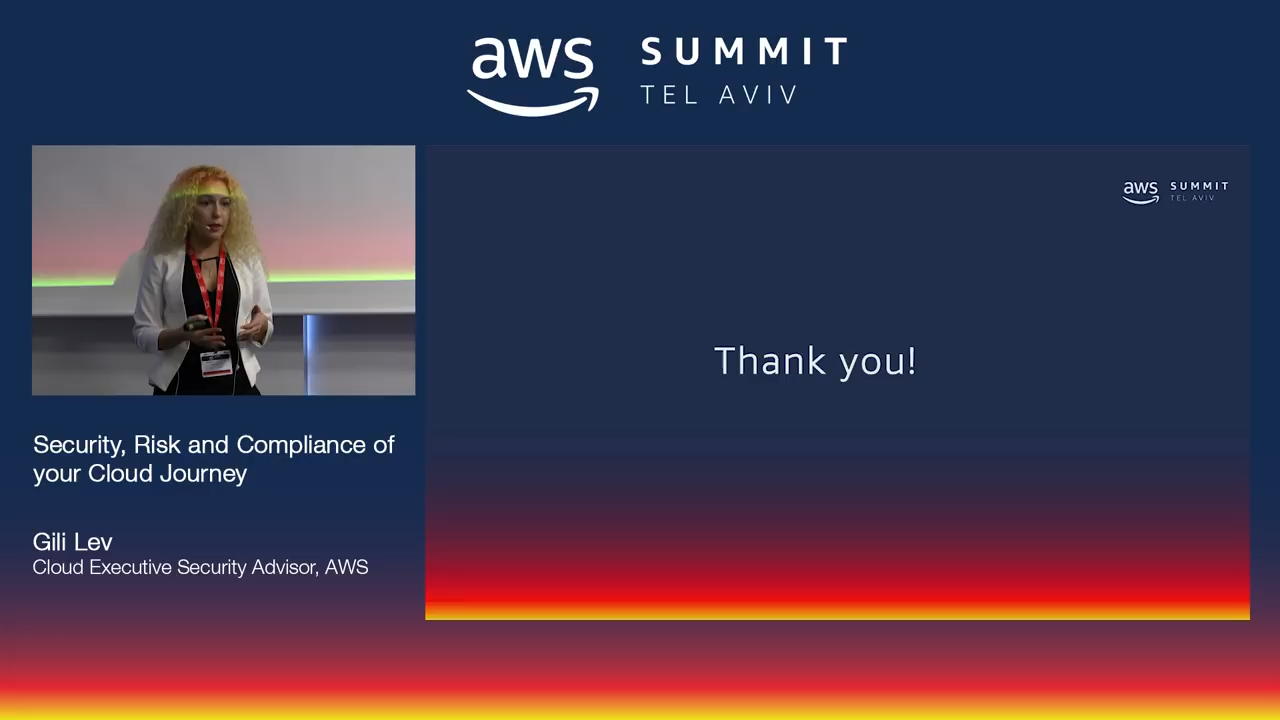 aws
SUMMIT
TEL AVIV
aws
SUMMIT
TEL AVIV
Thank you!
Security, Risk and Compliance of
your Cloud Journey
Gili Lev
Cloud Executive Security Advisor, AWS